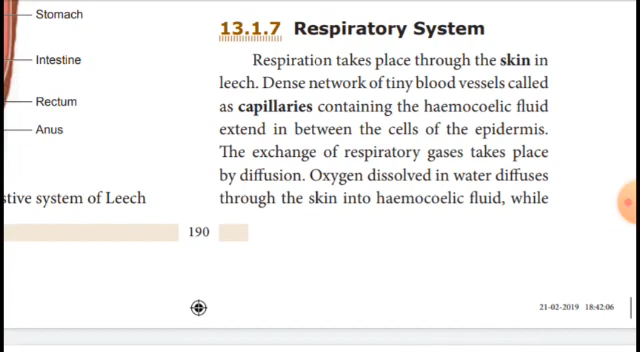 Stomach
Intestine
Rectum
Anus
stive system of Leech
13.1.7 Respiratory System
Respiration takes place through the skin in
leech. Dense network of tiny blood vessels called
as capillaries containing the haemocoelic fluid
extend in between the cells of the epidermis.
The exchange of respiratory gases takes place
by diffusion. Oxygen dissolved in water diffuses
through the skin into haemocoelic fluid, while
190
21-02-2019 18:42:06